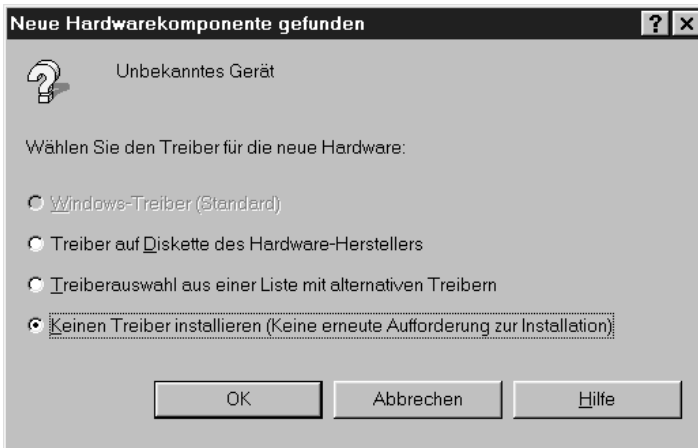 Neue Hardwarekomponente gefunden
Unbekanntes Gerät
Wählen Sie den Treiber für die neue Hardware:
Windows-Treiber (Standard)
Treiber auf Diskette des Hardware-Herstellers
Treiberauswahl aus einer Liste mit alternativen Treibern
Keinen Treiber installieren (Keine erneute Aufforderung zur Installation)
OK Abbrechen Hilfe